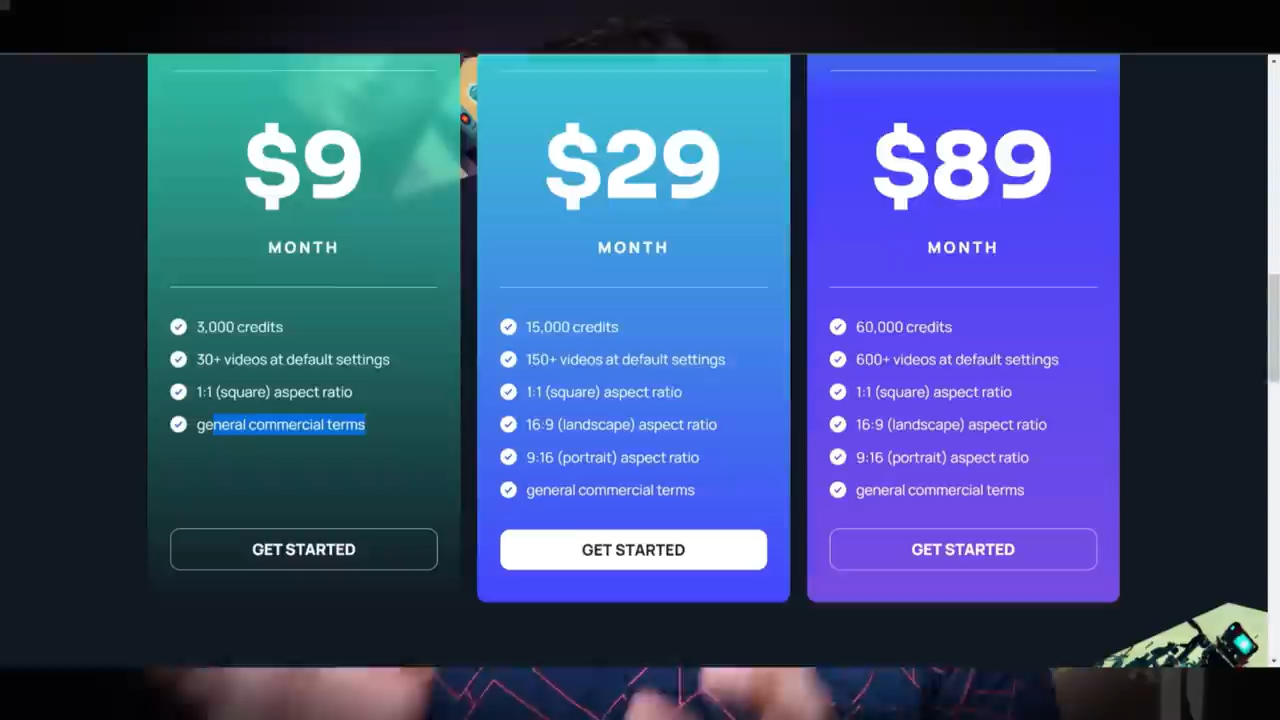 $9
MONTH
3,000 credits
30+ videos at default settings
1:1 (square) aspect ratio
general commercial terms
GET STARTED
$29
MONTH
15,000 credits
150+ videos at default settings
1:1 (square) aspect ratio
16:9 (landscape) aspect ratio
9:16 (portrait) aspect ratio
general commercial terms
GET STARTED
$89
MONTH
60,000 credits
600+ videos at default settings
1:1 (square) aspect ratio
16:9 (landscape) aspect ratio
9:16 (portrait) aspect ratio
general commercial terms
GET STARTED